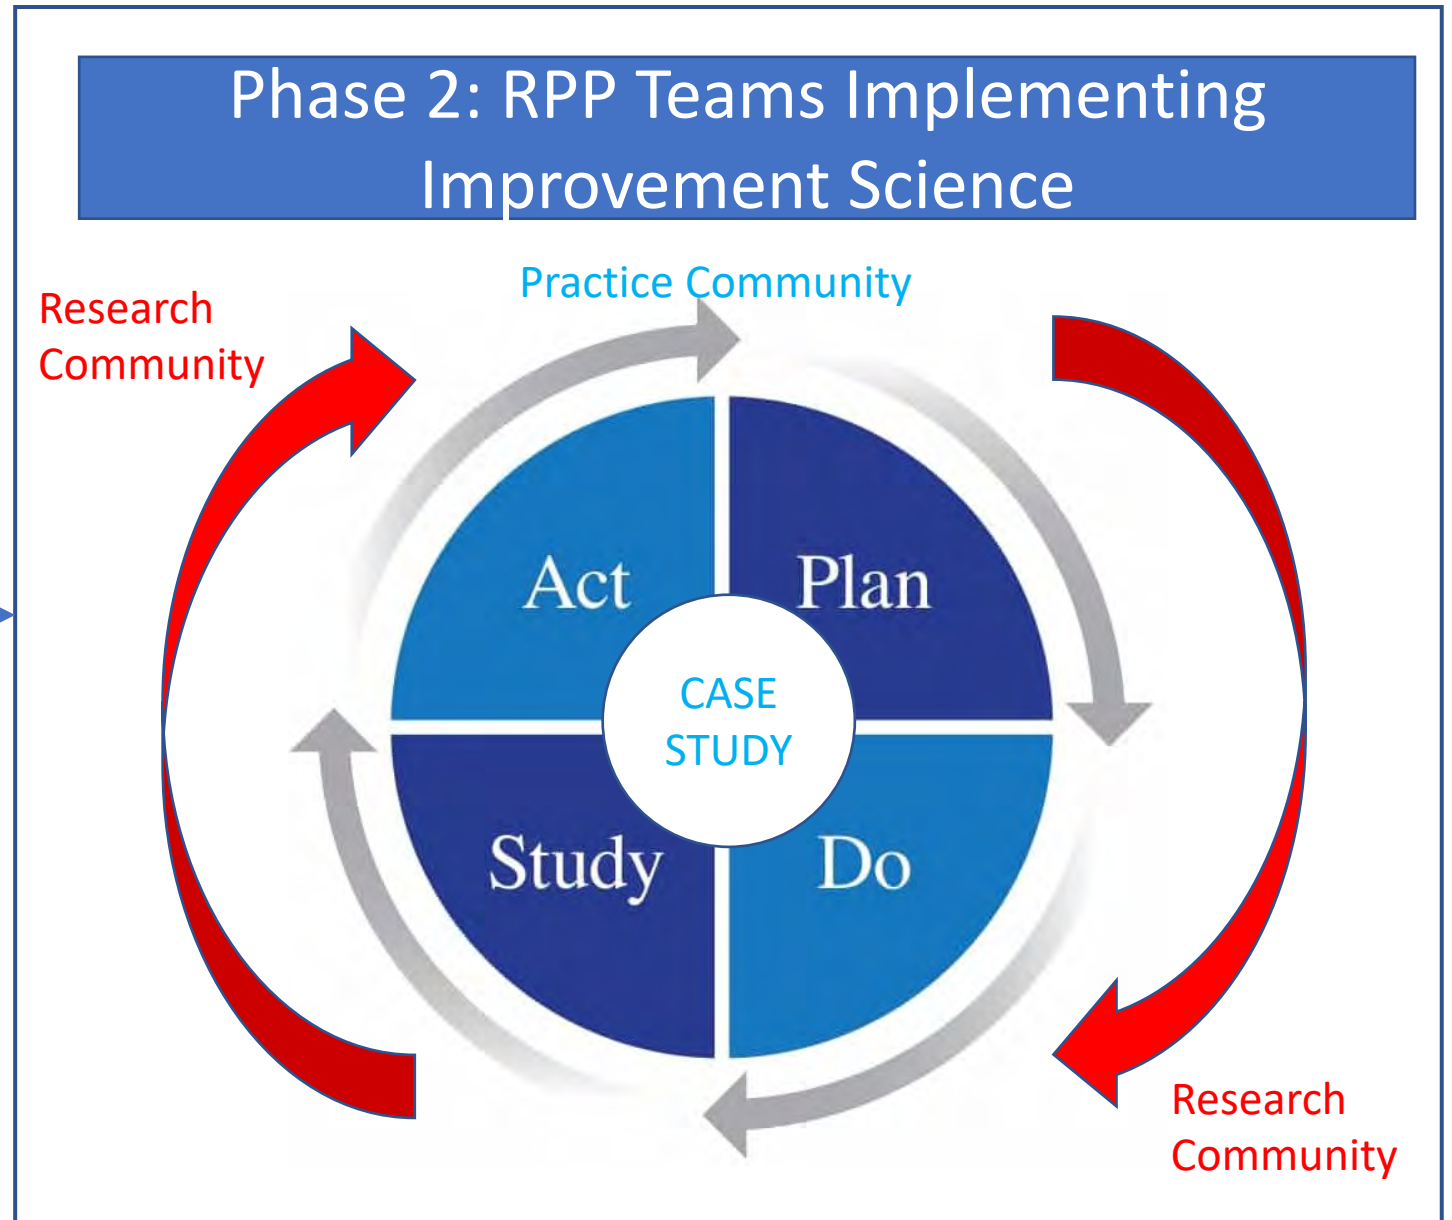 Phase 2: RPP Teams Implementing
Improvement Science
Practice Community
Research
Community
Act
Plan
CASE
STUDY
Study
Do
Research
Community